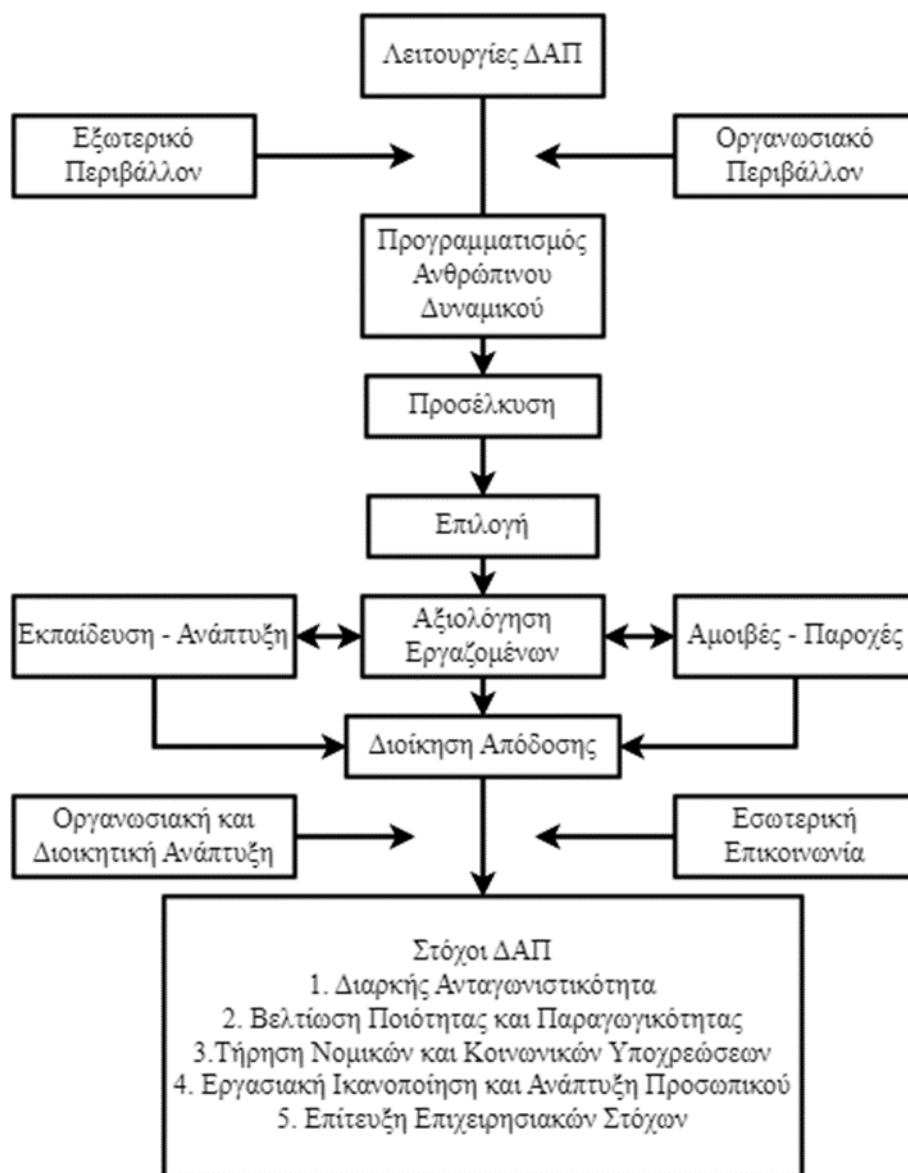 Λειτουργίες ΔΑΠ
Εξωτερικό
Περιβάλλον
Οργανωσιακό
Περιβάλλον
Προγραμματισμός
Ανθρώπινου
Δυναμικού
Προσέλκυση
Επιλογή
Εκπαίδευση - Ανάπτυξη
Αξιολόγηση
Εργαζομένων
Αμοιβές - Παροχές
Διοίκηση Απόδοσης
Οργανωσιακή και
Διοικητική Ανάπτυξη
Εσωτερική
Επικοινωνία
Στόχοι ΔΑΠ
1. Διαρκής Ανταγωνιστικότητα
2. Βελτίωση Ποιότητας και Παραγωγικότητας
3.Τήρηση Νομικών και Κοινωνικών Υποχρεώσεων
4. Εργασιακή Ικανοποίηση και Ανάπτυξη Προσωπικού
5. Επίτευξη Επιχειρησιακών Στόχων